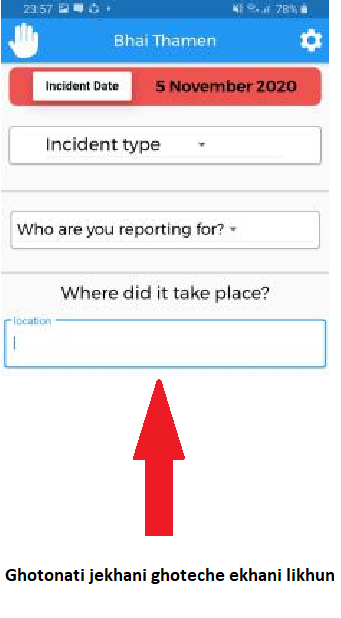 23:57 78%
Bhai Thamen
Incident Date 5 November 2020
Incident type
Who are you reporting for?
Where did it take place?
location
Ghotonati jekhani ghoteche ekhani likhun